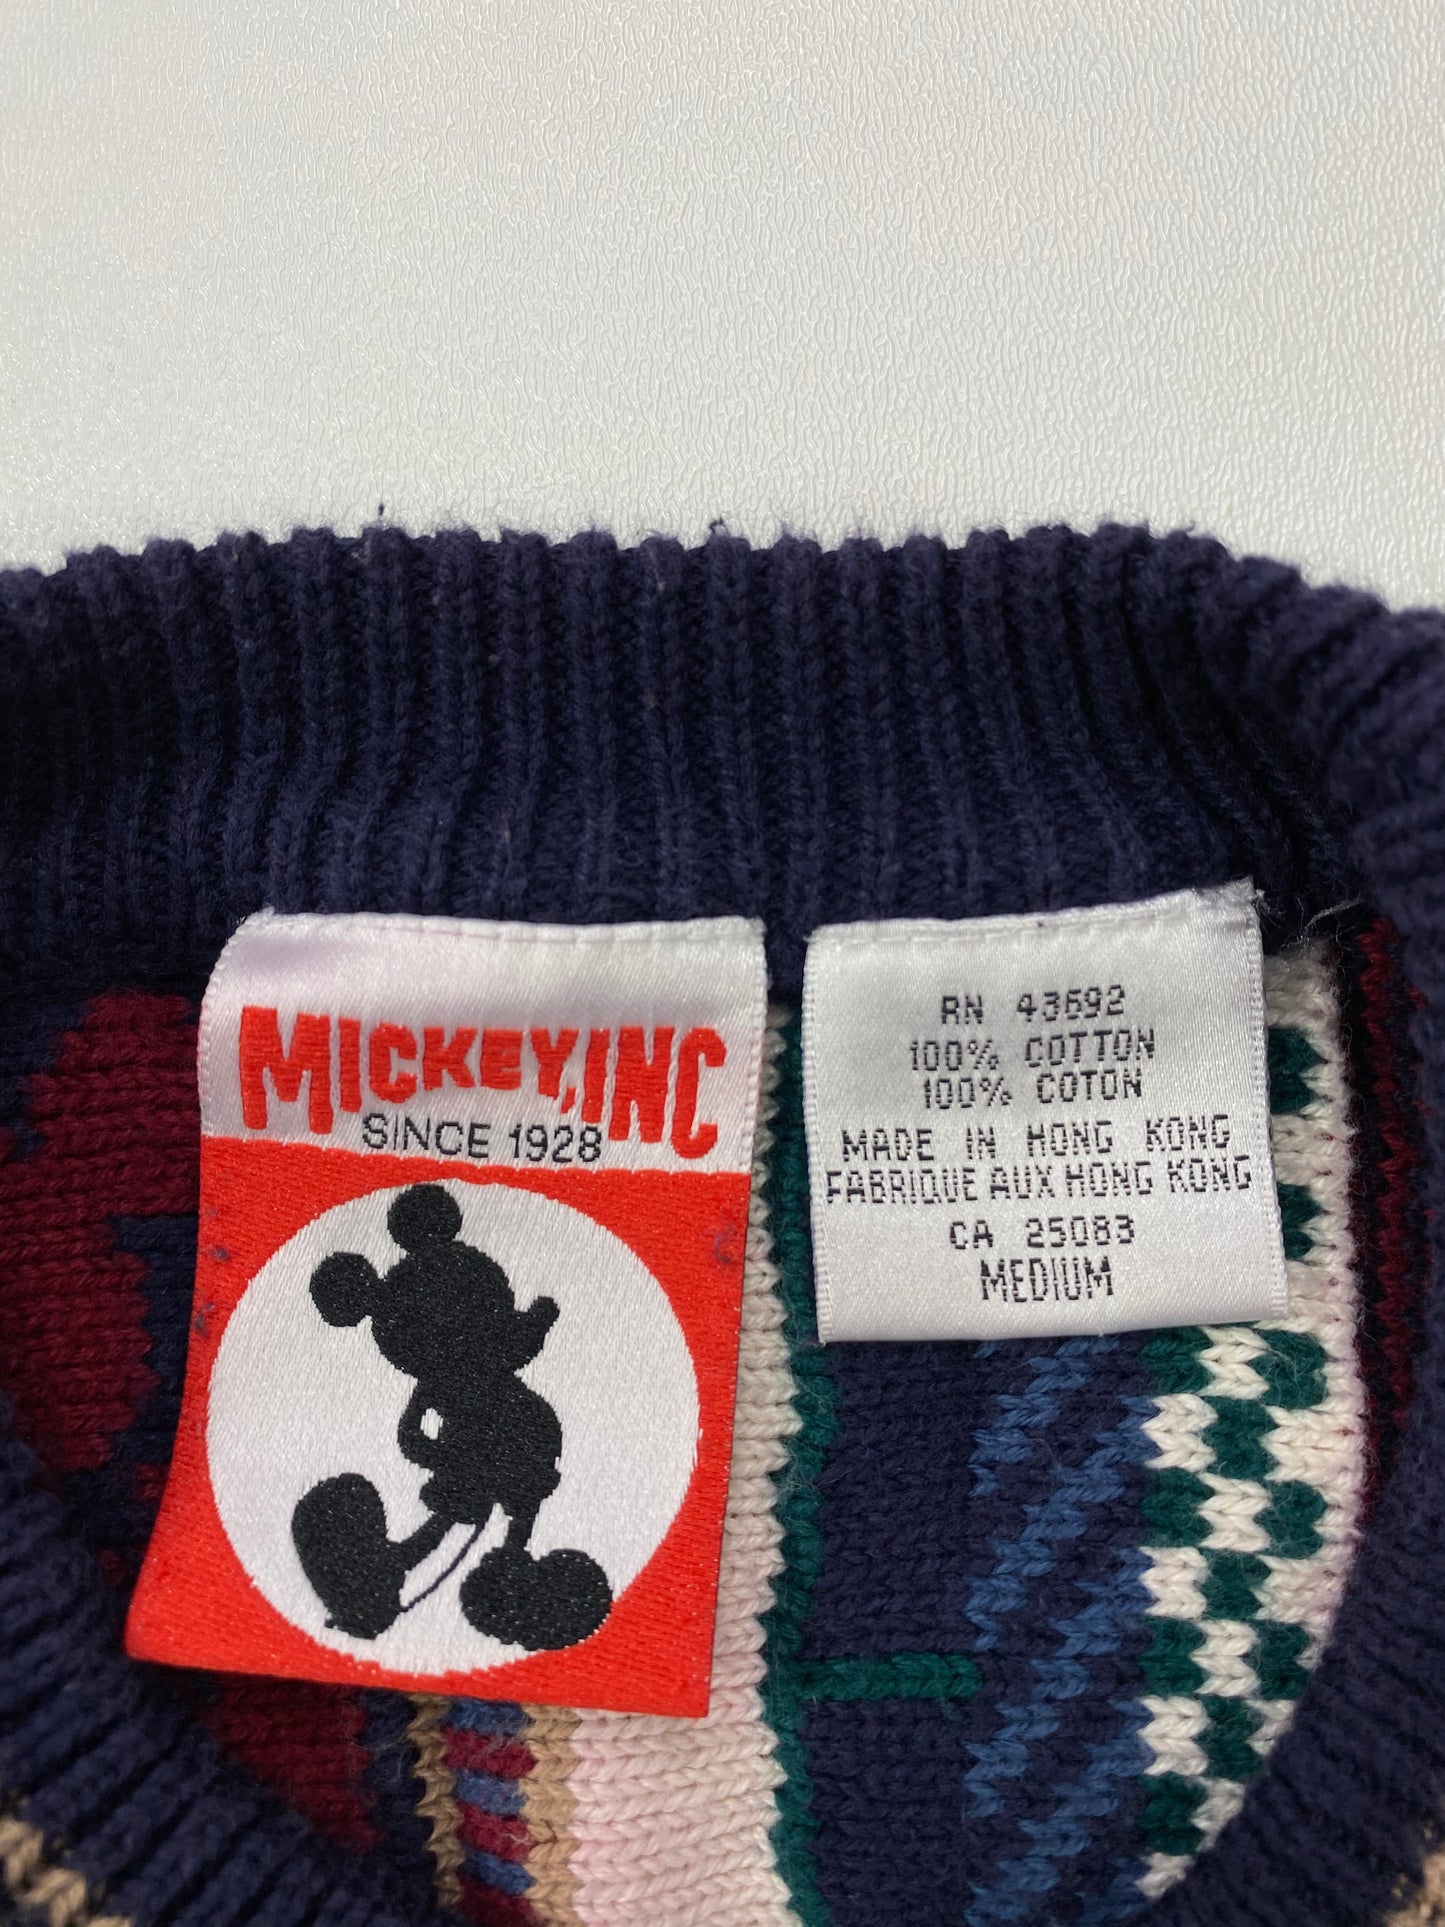 MICKEY, INC
SINCE 1928
RN 43692
100% COTTON
100% COTON
MADE IN HONG KONG
FABRIQUE AUX HONG KONG
CA 25083
MEDIUM